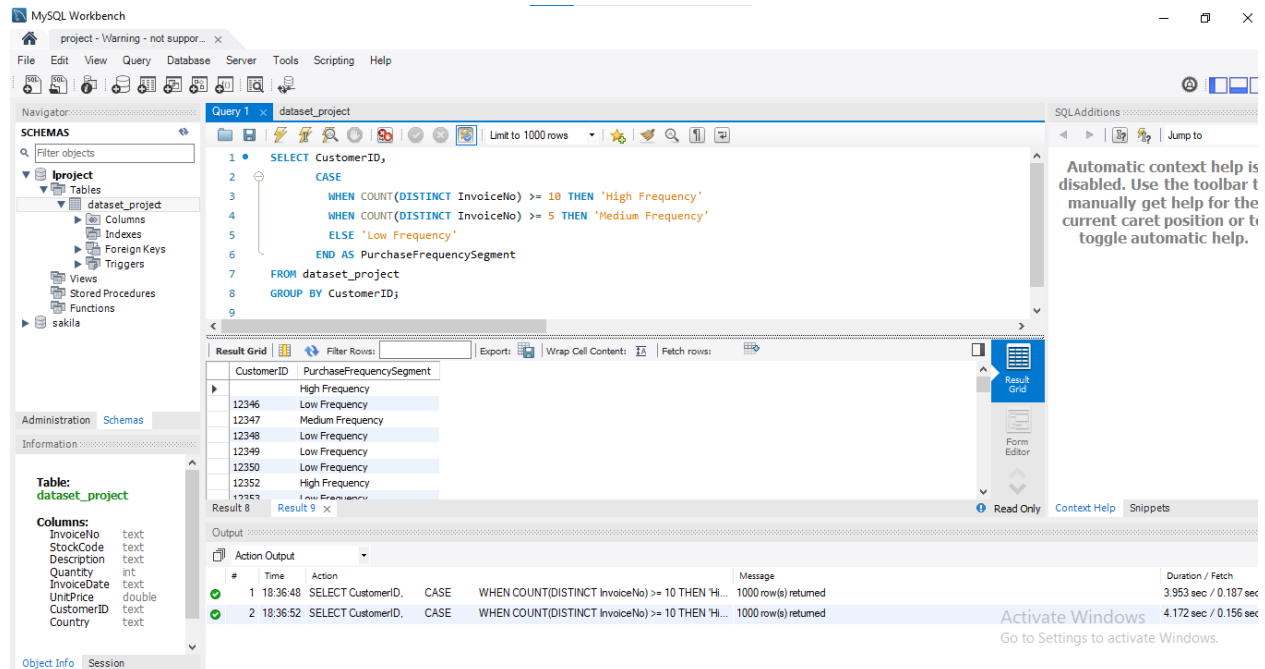 MySQL Workbench
project - Warning - not suppor...
File Edit View Query Database Server Tools Scripting Help
Navigator
SCHEMAS
Filter objects
lproject
Tables
dataset_project
Columns
Indexes
Foreign Keys
Triggers
Views
Stored Procedures
Functions
sakila
Administration Schemas
Information
Table:
dataset_project
Columns:
InvoiceNo text
StockCode text
Description text
Quantity int
InvoiceDate text
UnitPrice double
CustomerID text
Country text
Object Info Session
Query 1 dataset_project
Limit to 1000 rows
1 SELECT CustomerID,
2 CASE
3 WHEN COUNT(DISTINCT InvoiceNo) >= 10 THEN 'High Frequency'
4 WHEN COUNT(DISTINCT InvoiceNo) >= 5 THEN 'Medium Frequency'
5 ELSE 'Low Frequency'
6 END AS PurchaseFrequencySegment
7 FROM dataset_project
8 GROUP BY CustomerID;
9
Result Grid Filter Rows: Export: Wrap Cell Content: Fetch rows:
CustomerID PurchaseFrequencySegment
High Frequency
12346 Low Frequency
12347 Medium Frequency
12348 Low Frequency
12349 Low Frequency
12350 Low Frequency
12352 High Frequency
12353 Low Frequency
Result Grid
Form Editor
Result 8 Result 9
Read Only
SQLAdditions
Jump to
Automatic context help is
disabled. Use the toolbar t
manually get help for the
current caret position or to
toggle automatic help.
Context Help Snippets
Output
Action Output
# Time Action Message Duration / Fetch
1 18:36:48 SELECT CustomerID, CASE WHEN COUNT(DISTINCT InvoiceNo) >= 10 THEN 'Hi... 1000 row(s) returned 3.953 sec / 0.187 sec
2 18:36:52 SELECT CustomerID, CASE WHEN COUNT(DISTINCT InvoiceNo) >= 10 THEN 'Hi... 1000 row(s) returned 4.172 sec / 0.156 sec
Activate Windows
Go to Settings to activate Windows.